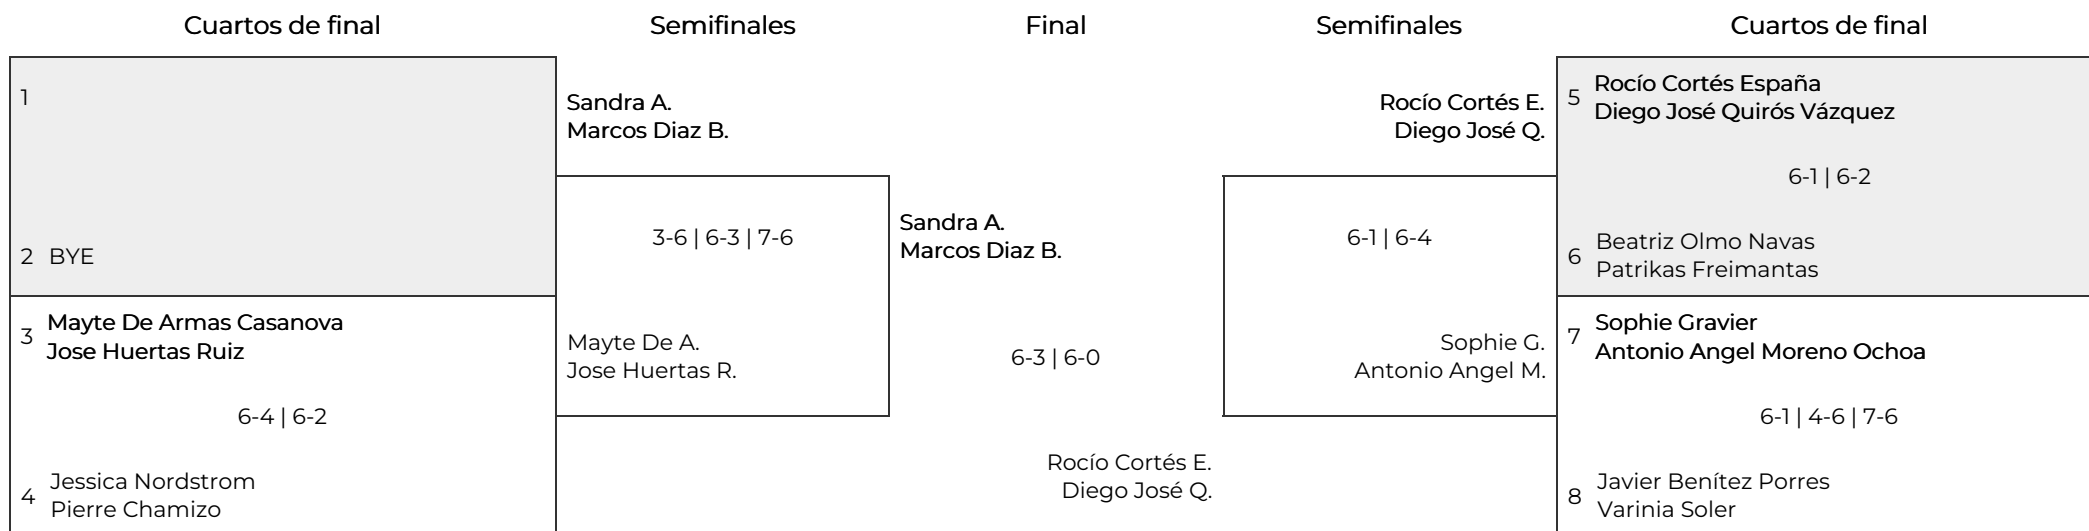 Cuartos de final
Semifinales
Final
Semifinales
Cuartos de final
1
2 BYE
3 Mayte De Armas Casanova
Jose Huertas Ruiz
6-4 | 6-2
4 Jessica Nordstrom
Pierre Chamizo
Sandra A.
Marcos Diaz B.
3-6 | 6-3 | 7-6
Mayte De A.
Jose Huertas R.
Sandra A.
Marcos Diaz B.
6-3 | 6-0
Rocío Cortés E.
Diego José Q.
Rocío Cortés E.
Diego José Q.
6-1 | 6-4
Sophie G.
Antonio Angel M.
5 Rocío Cortés España
Diego José Quirós Vázquez
6-1 | 6-2
6 Beatriz Olmo Navas
Patrikas Freimantas
7 Sophie Gravier
Antonio Angel Moreno Ochoa
6-1 | 4-6 | 7-6
8 Javier Benítez Porres
Varinia Soler